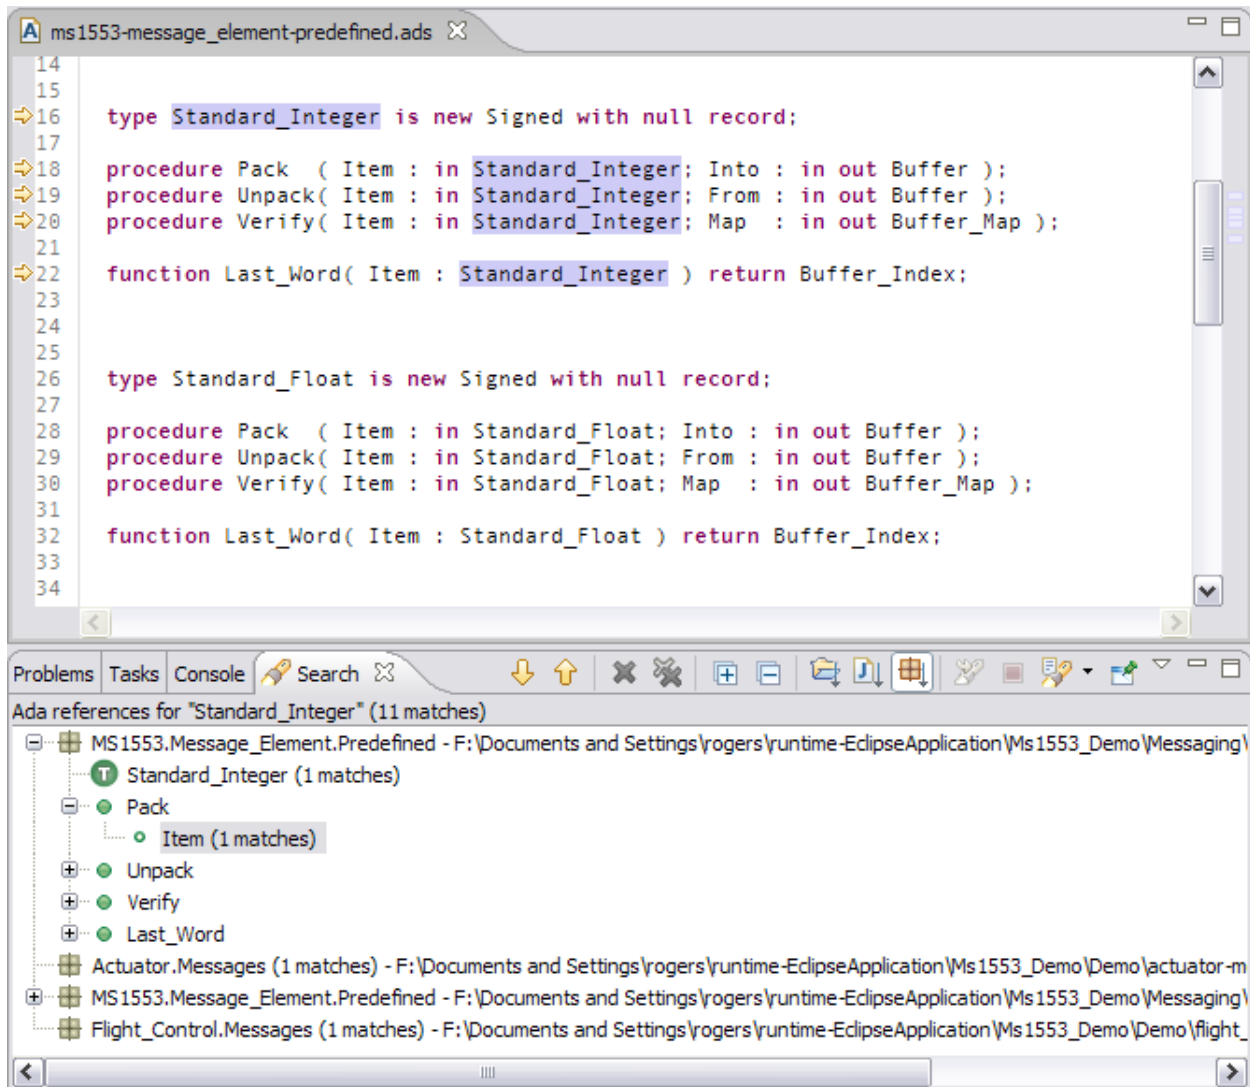 ms1553-message_element-predefined.ads
14
15
16 type Standard_Integer is new Signed with null record;
17
18 procedure Pack  ( Item : in Standard_Integer; Into : in out Buffer );
19 procedure Unpack( Item : in Standard_Integer; From : in out Buffer );
20 procedure Verify( Item : in Standard_Integer; Map  : in out Buffer_Map );
21
22 function Last_Word( Item : Standard_Integer ) return Buffer_Index;
23
24
25
26 type Standard_Float is new Signed with null record;
27
28 procedure Pack  ( Item : in Standard_Float; Into : in out Buffer );
29 procedure Unpack( Item : in Standard_Float; From : in out Buffer );
30 procedure Verify( Item : in Standard_Float; Map  : in out Buffer_Map );
31
32 function Last_Word( Item : Standard_Float ) return Buffer_Index;
33
34
Problems Tasks Console Search
Ada references for "Standard_Integer" (11 matches)
MS1553.Message_Element.Predefined - F:\Documents and Settings\rogers\runtime-EclipseApplication\Ms1553_Demo\Messaging\
T Standard_Integer (1 matches)
Pack
Item (1 matches)
Unpack
Verify
Last_Word
Actuator.Messages (1 matches) - F:\Documents and Settings\rogers\runtime-EclipseApplication\Ms1553_Demo\Demo\actuator-m
MS1553.Message_Element.Predefined - F:\Documents and Settings\rogers\runtime-EclipseApplication\Ms1553_Demo\Messaging\
Flight_Control.Messages (1 matches) - F:\Documents and Settings\rogers\runtime-EclipseApplication\Ms1553_Demo\Demo\flight_